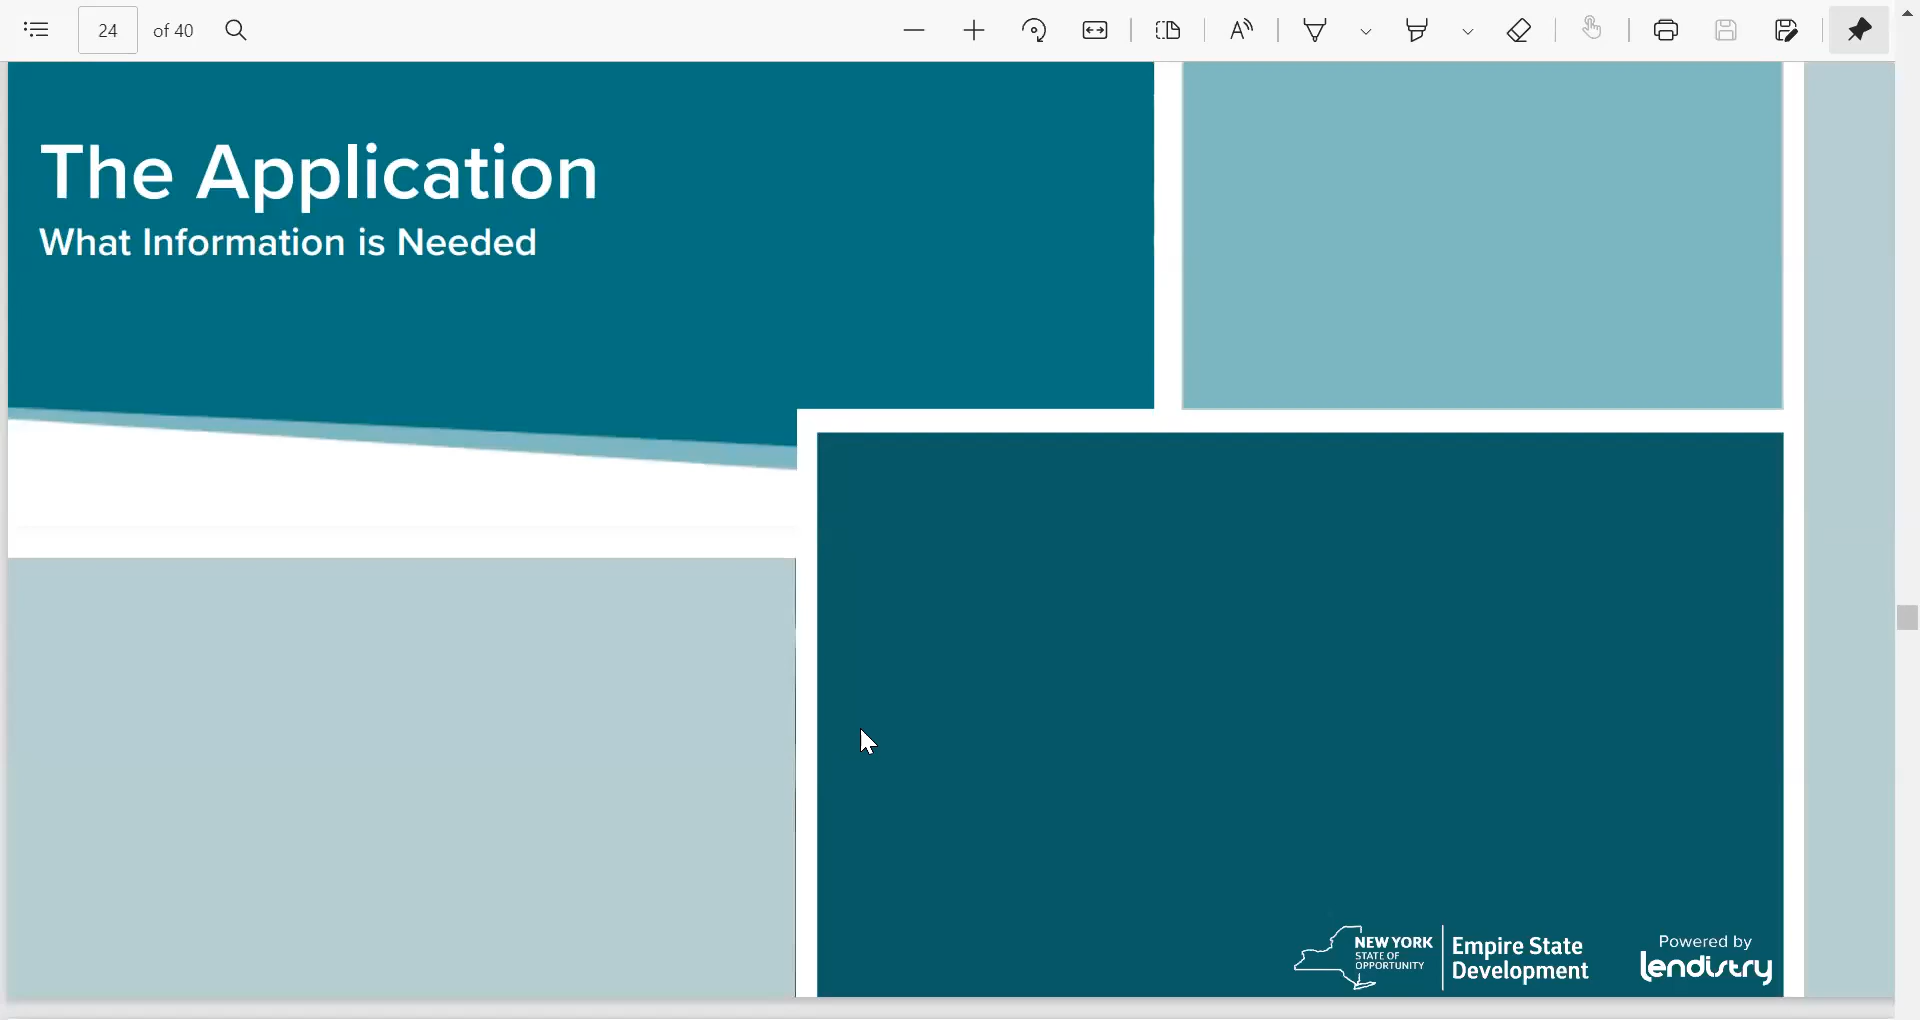 24
of 40
The Application
What Information is Needed
NEW YORK
STATE OF
OPPORTUNITY
Empire State
Development
Powered by
lendistry